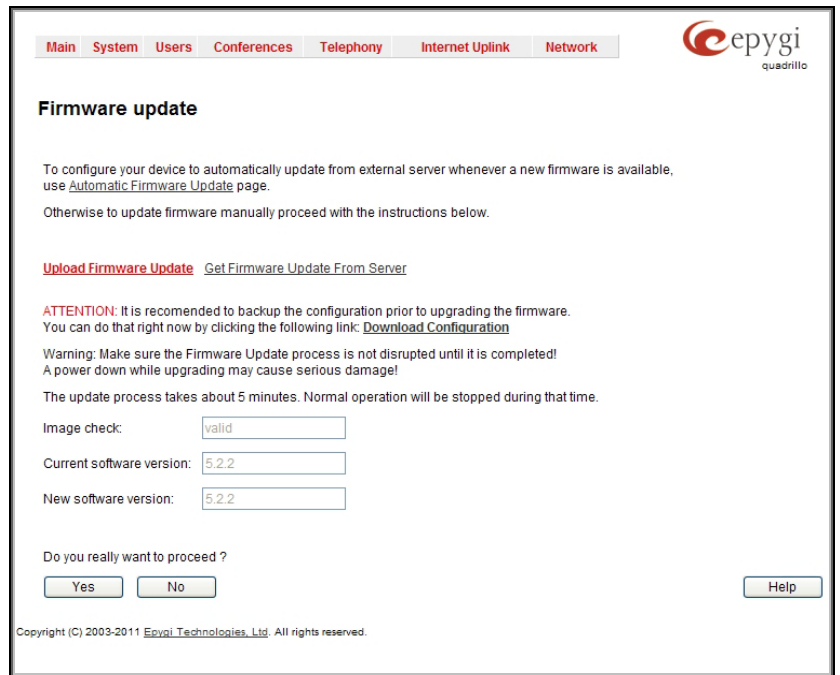 Main System Users Conferences Telephony Internet Uplink Network
epygi
quadrillo
Firmware update
To configure your device to automatically update from external server whenever a new firmware is available,
use Automatic Firmware Update page.
Otherwise to update firmware manually proceed with the instructions below.
Upload Firmware Update Get Firmware Update From Server
ATTENTION: It is recomended to backup the configuration prior to upgrading the firmware.
You can do that right now by clicking the following link: Download Configuration
Warning: Make sure the Firmware Update process is not disrupted until it is completed!
A power down while upgrading may cause serious damage!
The update process takes about 5 minutes. Normal operation will be stopped during that time.
Image check: valid
Current software version: 5.2.2
New software version: 5.2.2
Do you really want to proceed ?
Yes No Help
Copyright (C) 2003-2011 Epygi Technologies, Ltd. All rights reserved.